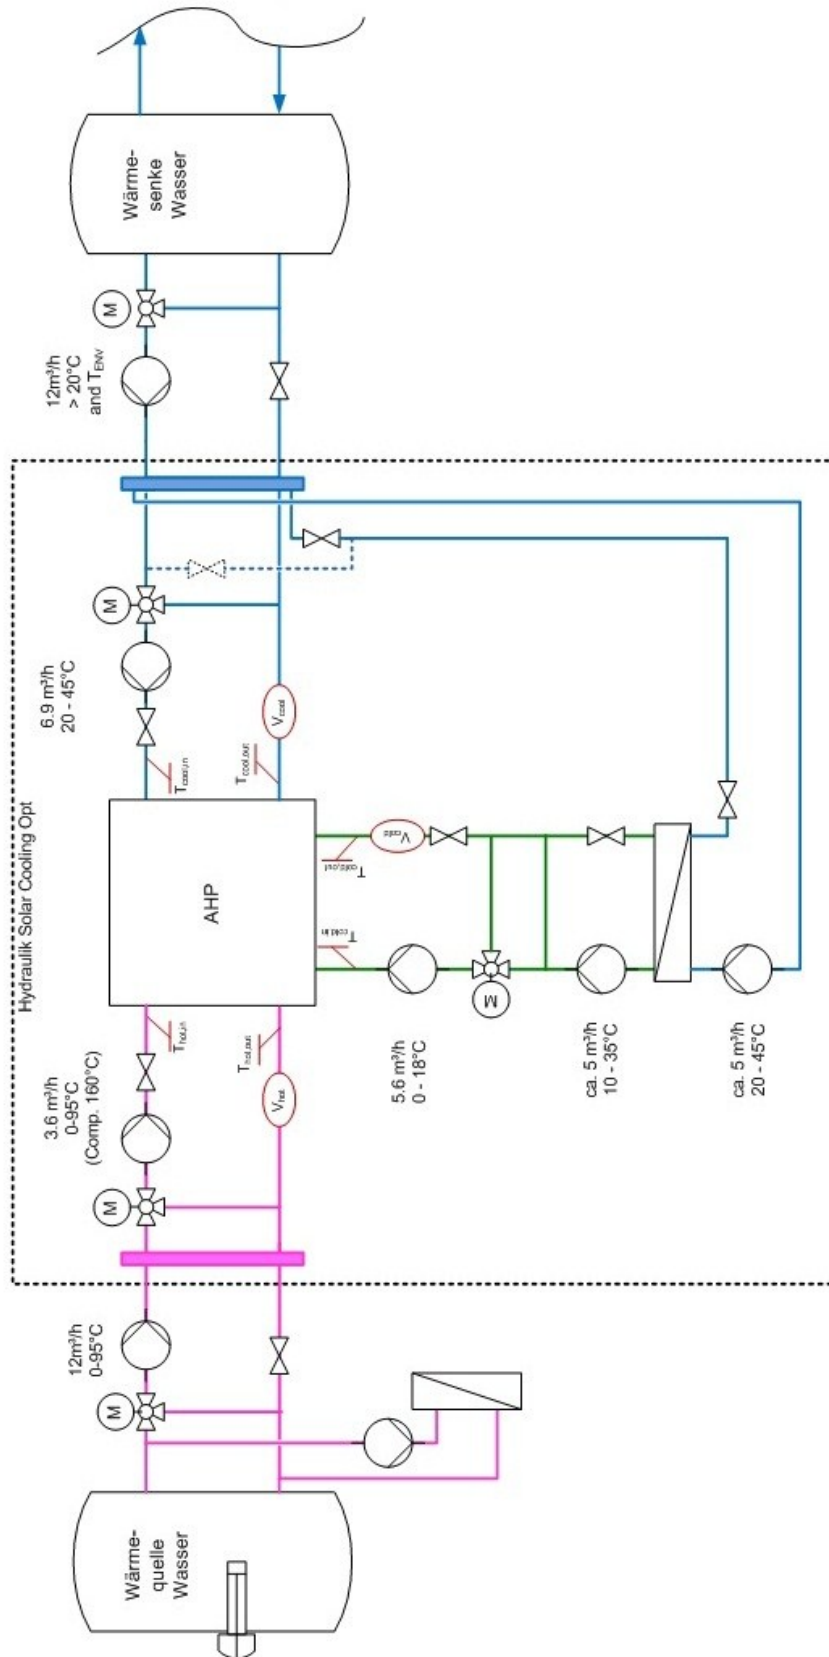 Wärme-
senke
Wasser
M
12m³/h
> 20°C
and T_ENV
M
6.9 m³/h
20 - 45°C
V_cool
T_cool,in
T_cool,out
Hydraulik Solar Cooling Opt
AHP
V_cold
T_cold,out
T_cold,in
M
T_hot,in
T_hot,out
V_hot
3.6 m³/h
0-95°C
(Comp. 160°C)
M
5.6 m³/h
0 - 18°C
ca. 5 m³/h
10 - 35°C
ca. 5 m³/h
20 - 45°C
12m³/h
0-95°C
M
Wärme-
quelle
Wasser